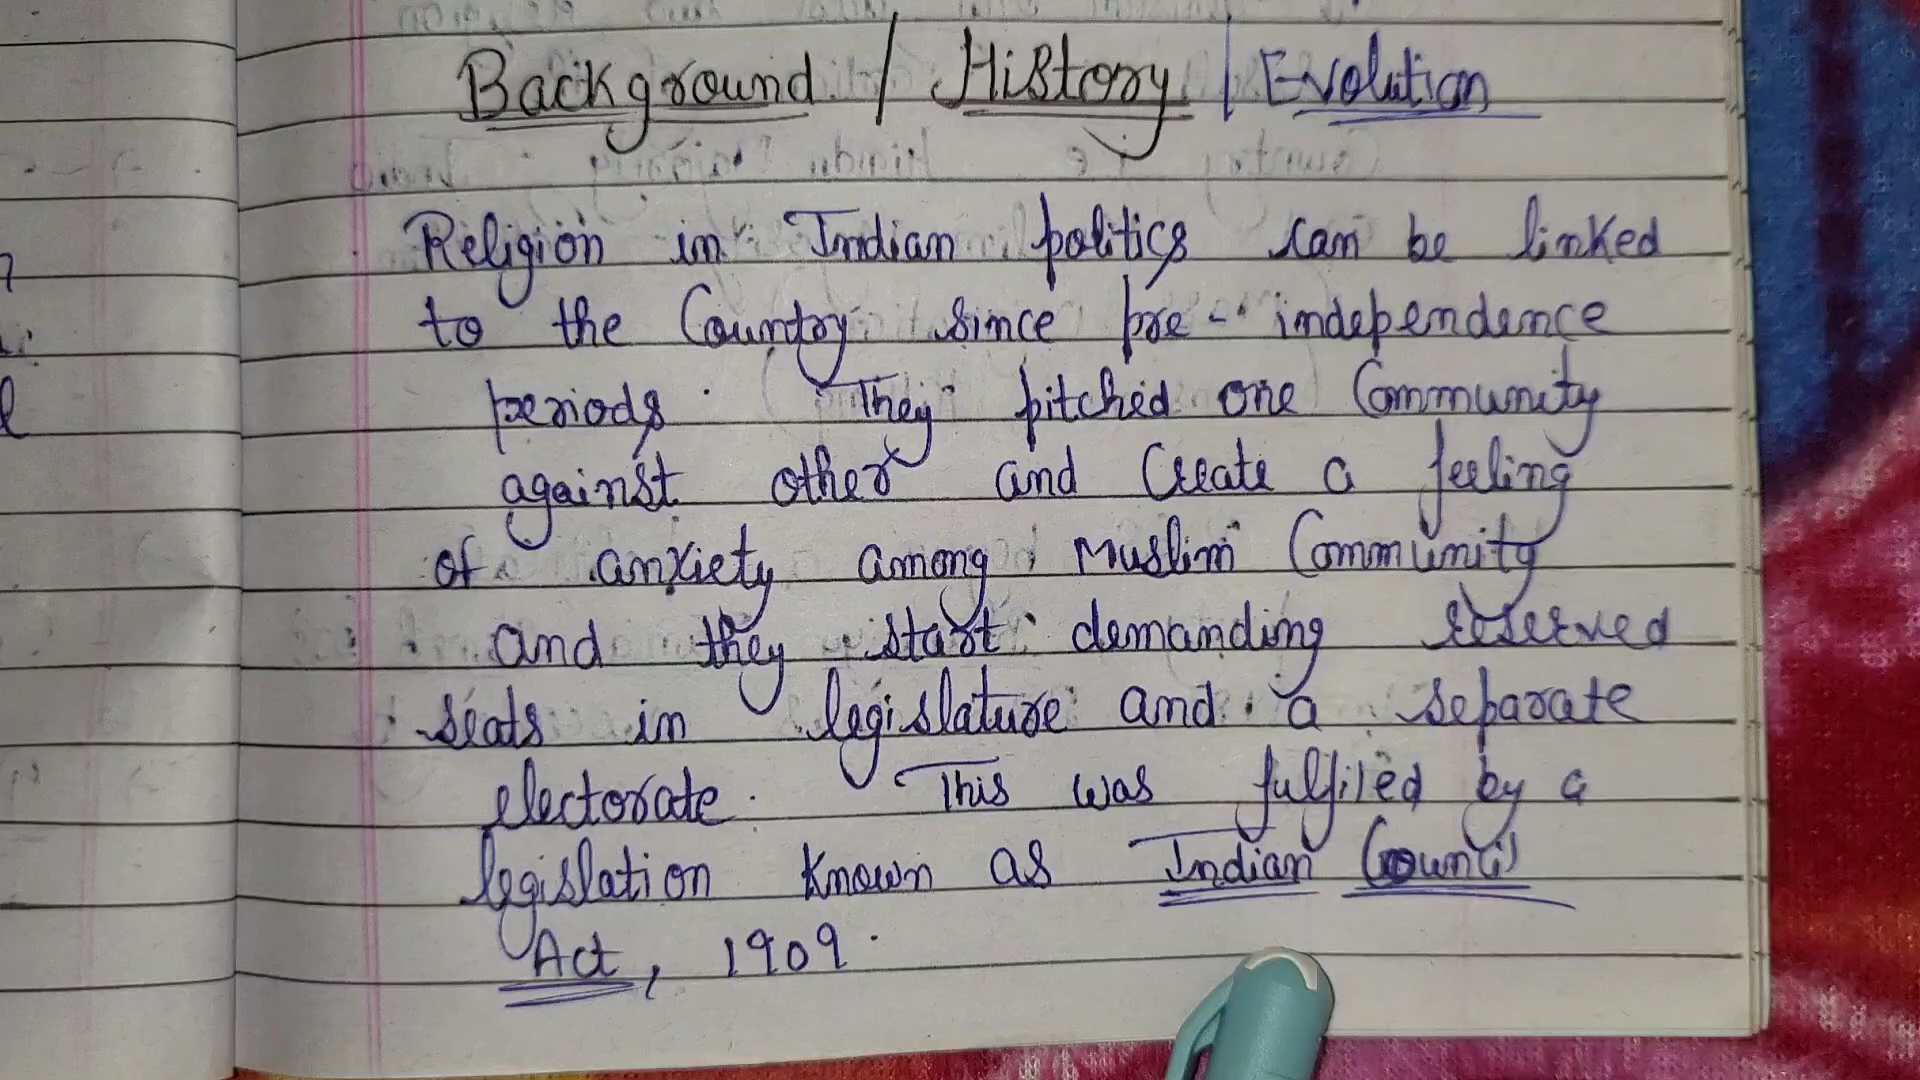 Background / History / Evolution
Religion in Indian politics can be linked
to the Country since pre - independence
periods. They pitched one Community
against other and Create a feeling
of anxiety among Muslim Community
and they start demanding reserved
seats in legislature and a separate
electorate. This was fulfiled by a
legislation known as Indian Council
Act, 1909.